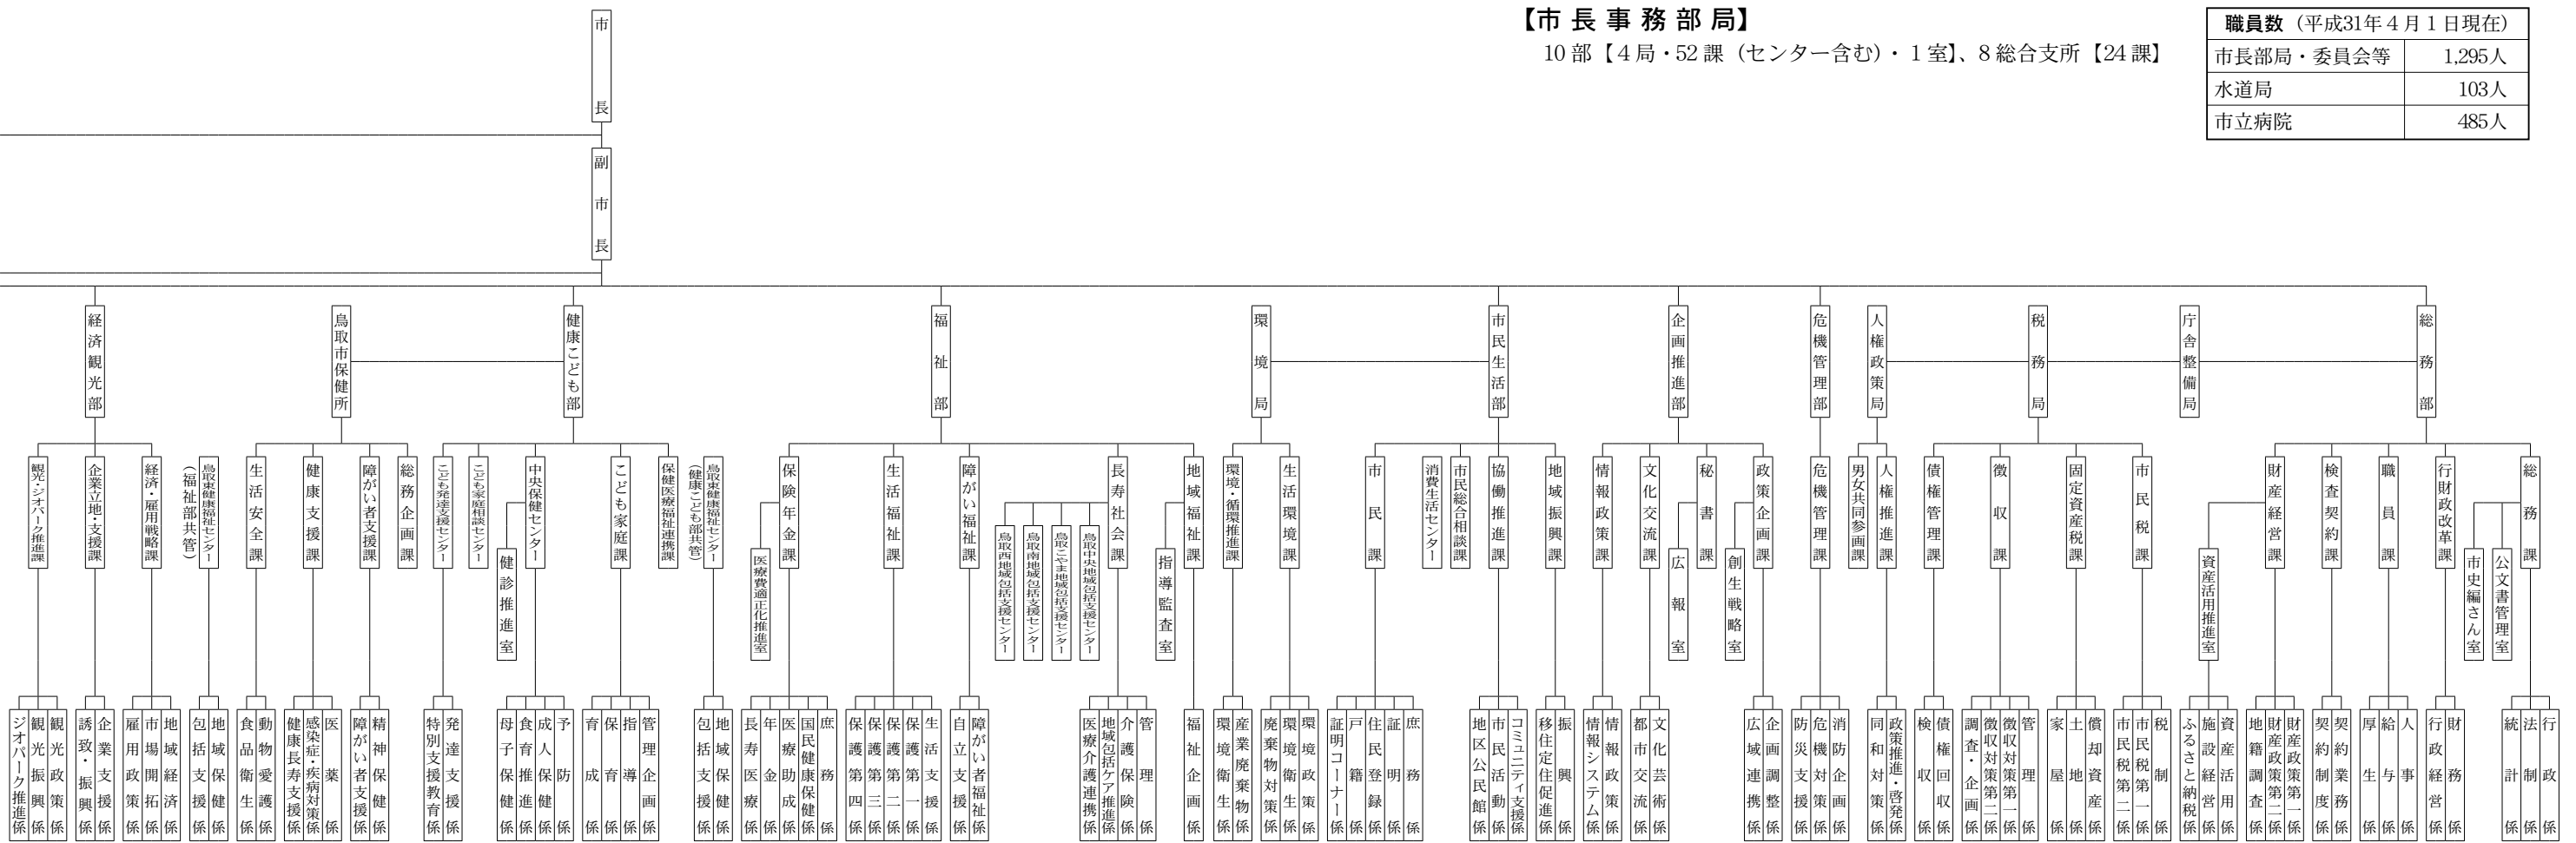 【市長事務部局】
10部【4局・52課（センター含む）・1室】、8総合支所【24課】
職員数（平成31年4月1日現在）
市長部局・委員会等 1,295人
水道局 103人
市立病院 485人
市長
副市長
総務部
庁舎整備局
税務局
人権政策局
危機管理部
企画推進部
市民生活部
環境局
福祉部
健康こども部
鳥取市保健所
経済観光部
総務課
行財政改革課
職員課
検査契約課
財産経営課
市民税課
固定資産税課
徴収課
債権管理課
人権推進課
男女共同参画課
危機管理課
政策企画課
秘書課
文化交流課
情報政策課
地域振興課
協働推進課
市民総合相談課
消費生活センター
市民課
生活環境課
環境・循環推進課
地域福祉課
長寿社会課
障がい福祉課
生活福祉課
保険年金課
鳥取東健康福祉センター
（健康こども部共管）
保健医療福祉連携課
こども家庭課
中央保健センター
こども家庭相談センター
こども発達支援センター
総務企画課
障がい者支援課
健康支援課
生活安全課
鳥取東健康福祉センター
（福祉部共管）
経済・雇用戦略課
企業立地・支援課
観光・ジオパーク推進課
公文書管理室
市史編さん室
資産活用推進室
創生戦略室
広報室
指導監査室
鳥取中央地域包括支援センター
鳥取こやま地域包括支援センター
鳥取南地域包括支援センター
鳥取西地域包括支援センター
医療費適正化推進室
健診推進室
行政係
法制係
統計係
財務係
行政経営係
人事係
給与係
厚生係
契約業務係
契約制度係
財産政策第一係
財産政策第二係
地籍調査係
資産活用係
施設経営係
ふるさと納税係
税制係
市民税第一係
市民税第二係
償却資産係
土地係
家屋係
管理係
徴収対策第一係
徴収対策第二係
調査・企画係
債権回収係
検収係
政策推進・啓発係
同和対策係
消防企画係
危機対策係
防災支援係
企画調整係
広域連携係
文化芸術係
都市交流係
情報政策係
情報システム係
振興係
移住定住促進係
コミュニティ支援係
市民活動係
地区公民館係
庶務係
証明係
住民登録係
戸籍係
証明コーナー係
環境政策係
環境衛生係
廃棄物対策係
産業廃棄物係
環境衛生係
福祉企画係
管理係
介護保険係
地域包括ケア推進係
医療介護連携係
障がい者福祉係
自立支援係
生活支援係
保護第一係
保護第二係
保護第三係
保護第四係
庶務係
国民健康保健係
医療助成係
年金係
長寿医療係
地域保健係
包括支援係
管理企画係
指導係
保育係
育成係
予防係
成人保健係
食育推進係
母子保健係
発達支援係
特別支援教育係
精神保健係
障がい者支援係
医薬係
感染症・疾病対策係
健康長寿支援係
動物愛護係
食品衛生係
地域保健係
包括支援係
地域経済係
市場開拓係
雇用政策係
企業支援係
誘致・振興係
観光政策係
観光振興係
ジオパーク推進係